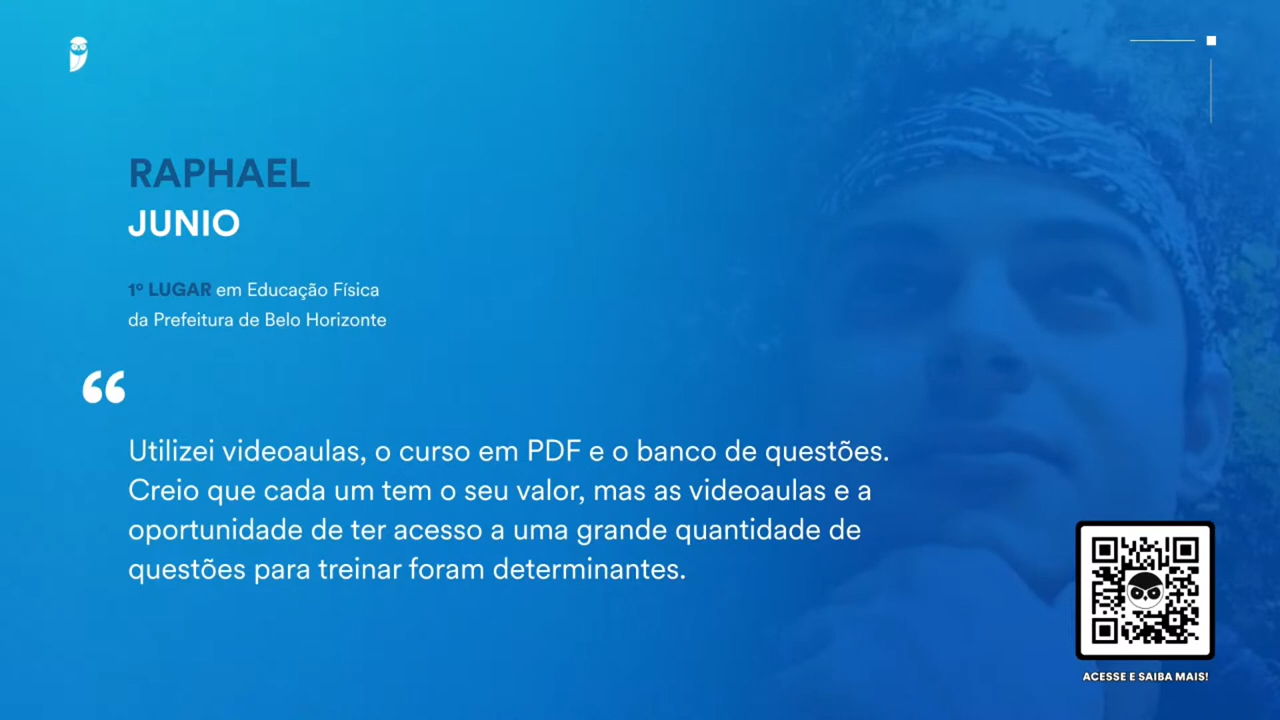 RAPHAEL
JUNIO
1º LUGAR em Educação Física
da Prefeitura de Belo Horizonte
“
Utilizei videoaulas, o curso em PDF e o banco de questões.
Creio que cada um tem o seu valor, mas as videoaulas e a
oportunidade de ter acesso a uma grande quantidade de
questões para treinar foram determinantes.
ACESSE E SAIBA MAIS!